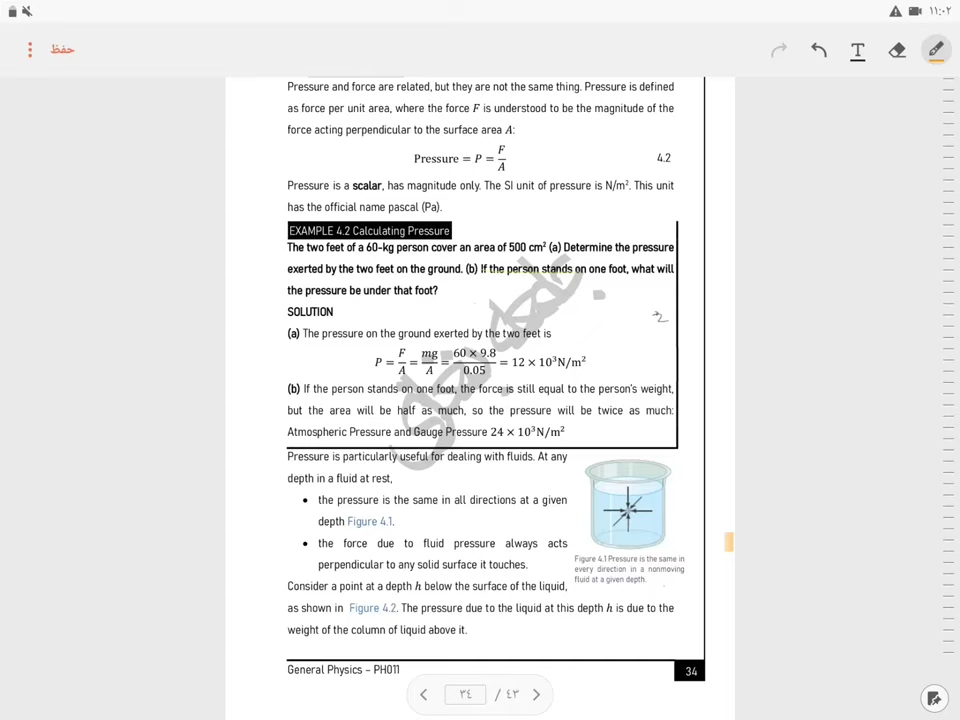 ١١:٠٢
حفظ
T
Pressure and force are related, but they are not the same thing. Pressure is defined
as force per unit area, where the force F is understood to be the magnitude of the
force acting perpendicular to the surface area A:
Pressure = P = F/A 4.2
Pressure is a scalar, has magnitude only. The SI unit of pressure is N/m². This unit
has the official name pascal (Pa).
EXAMPLE 4.2 Calculating Pressure
The two feet of a 60-kg person cover an area of 500 cm² (a) Determine the pressure
exerted by the two feet on the ground. (b) If the person stands on one foot, what will
the pressure be under that foot?
SOLUTION
(a) The pressure on the ground exerted by the two feet is
P = F/A = mg/A = 60 × 9.8/0.05 = 12 × 10³N/m²
(b) If the person stands on one foot, the force is still equal to the person's weight,
but the area will be half as much, so the pressure will be twice as much:
Atmospheric Pressure and Gauge Pressure 24 × 10³N/m²
Pressure is particularly useful for dealing with fluids. At any
depth in a fluid at rest,
• the pressure is the same in all directions at a given
depth Figure 4.1.
• the force due to fluid pressure always acts
perpendicular to any solid surface it touches.
Figure 4.1 Pressure is the same in
every direction in a nonmoving
fluid at a given depth.
Consider a point at a depth h below the surface of the liquid,
as shown in Figure 4.2. The pressure due to the liquid at this depth h is due to the
weight of the column of liquid above it.
General Physics – PH011 34
٣٤ / ٤٣